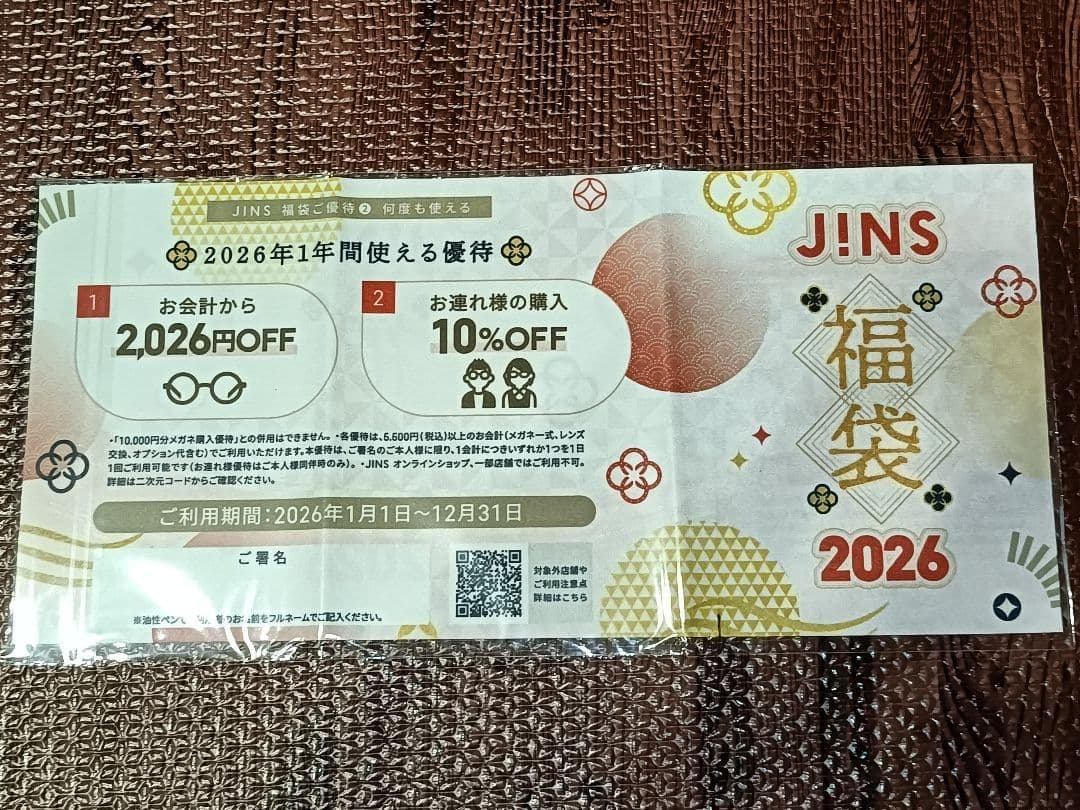 JINS 福袋ご優待❷ 何度も使える
2026年1年間使える優待
1
お会計から
2,026円OFF
2
お連れ様の購入
10%OFF
・「10,000円分メガネ購入優待」との併用はできません。・各優待は、5,500円(税込)以上のお会計(メガネ一式、レンズ
交換、オプション代含む)でご利用いただけます。本優待は、ご署名のご本人様に限り、1会計につきいずれか1つを1日
1回ご利用可能です(お連れ様優待はご本人様同伴時のみ)。・JINS オンラインショップ、一部店舗ではご利用不可。
詳細は二次元コードからご確認ください。
ご利用期間：2026年1月1日〜12月31日
ご署名
※油性ペンで 者のお名前をフルネームでご記入ください。
対象外店舗や
ご利用注意点
詳細はこちら
J!NS
福
袋
2026